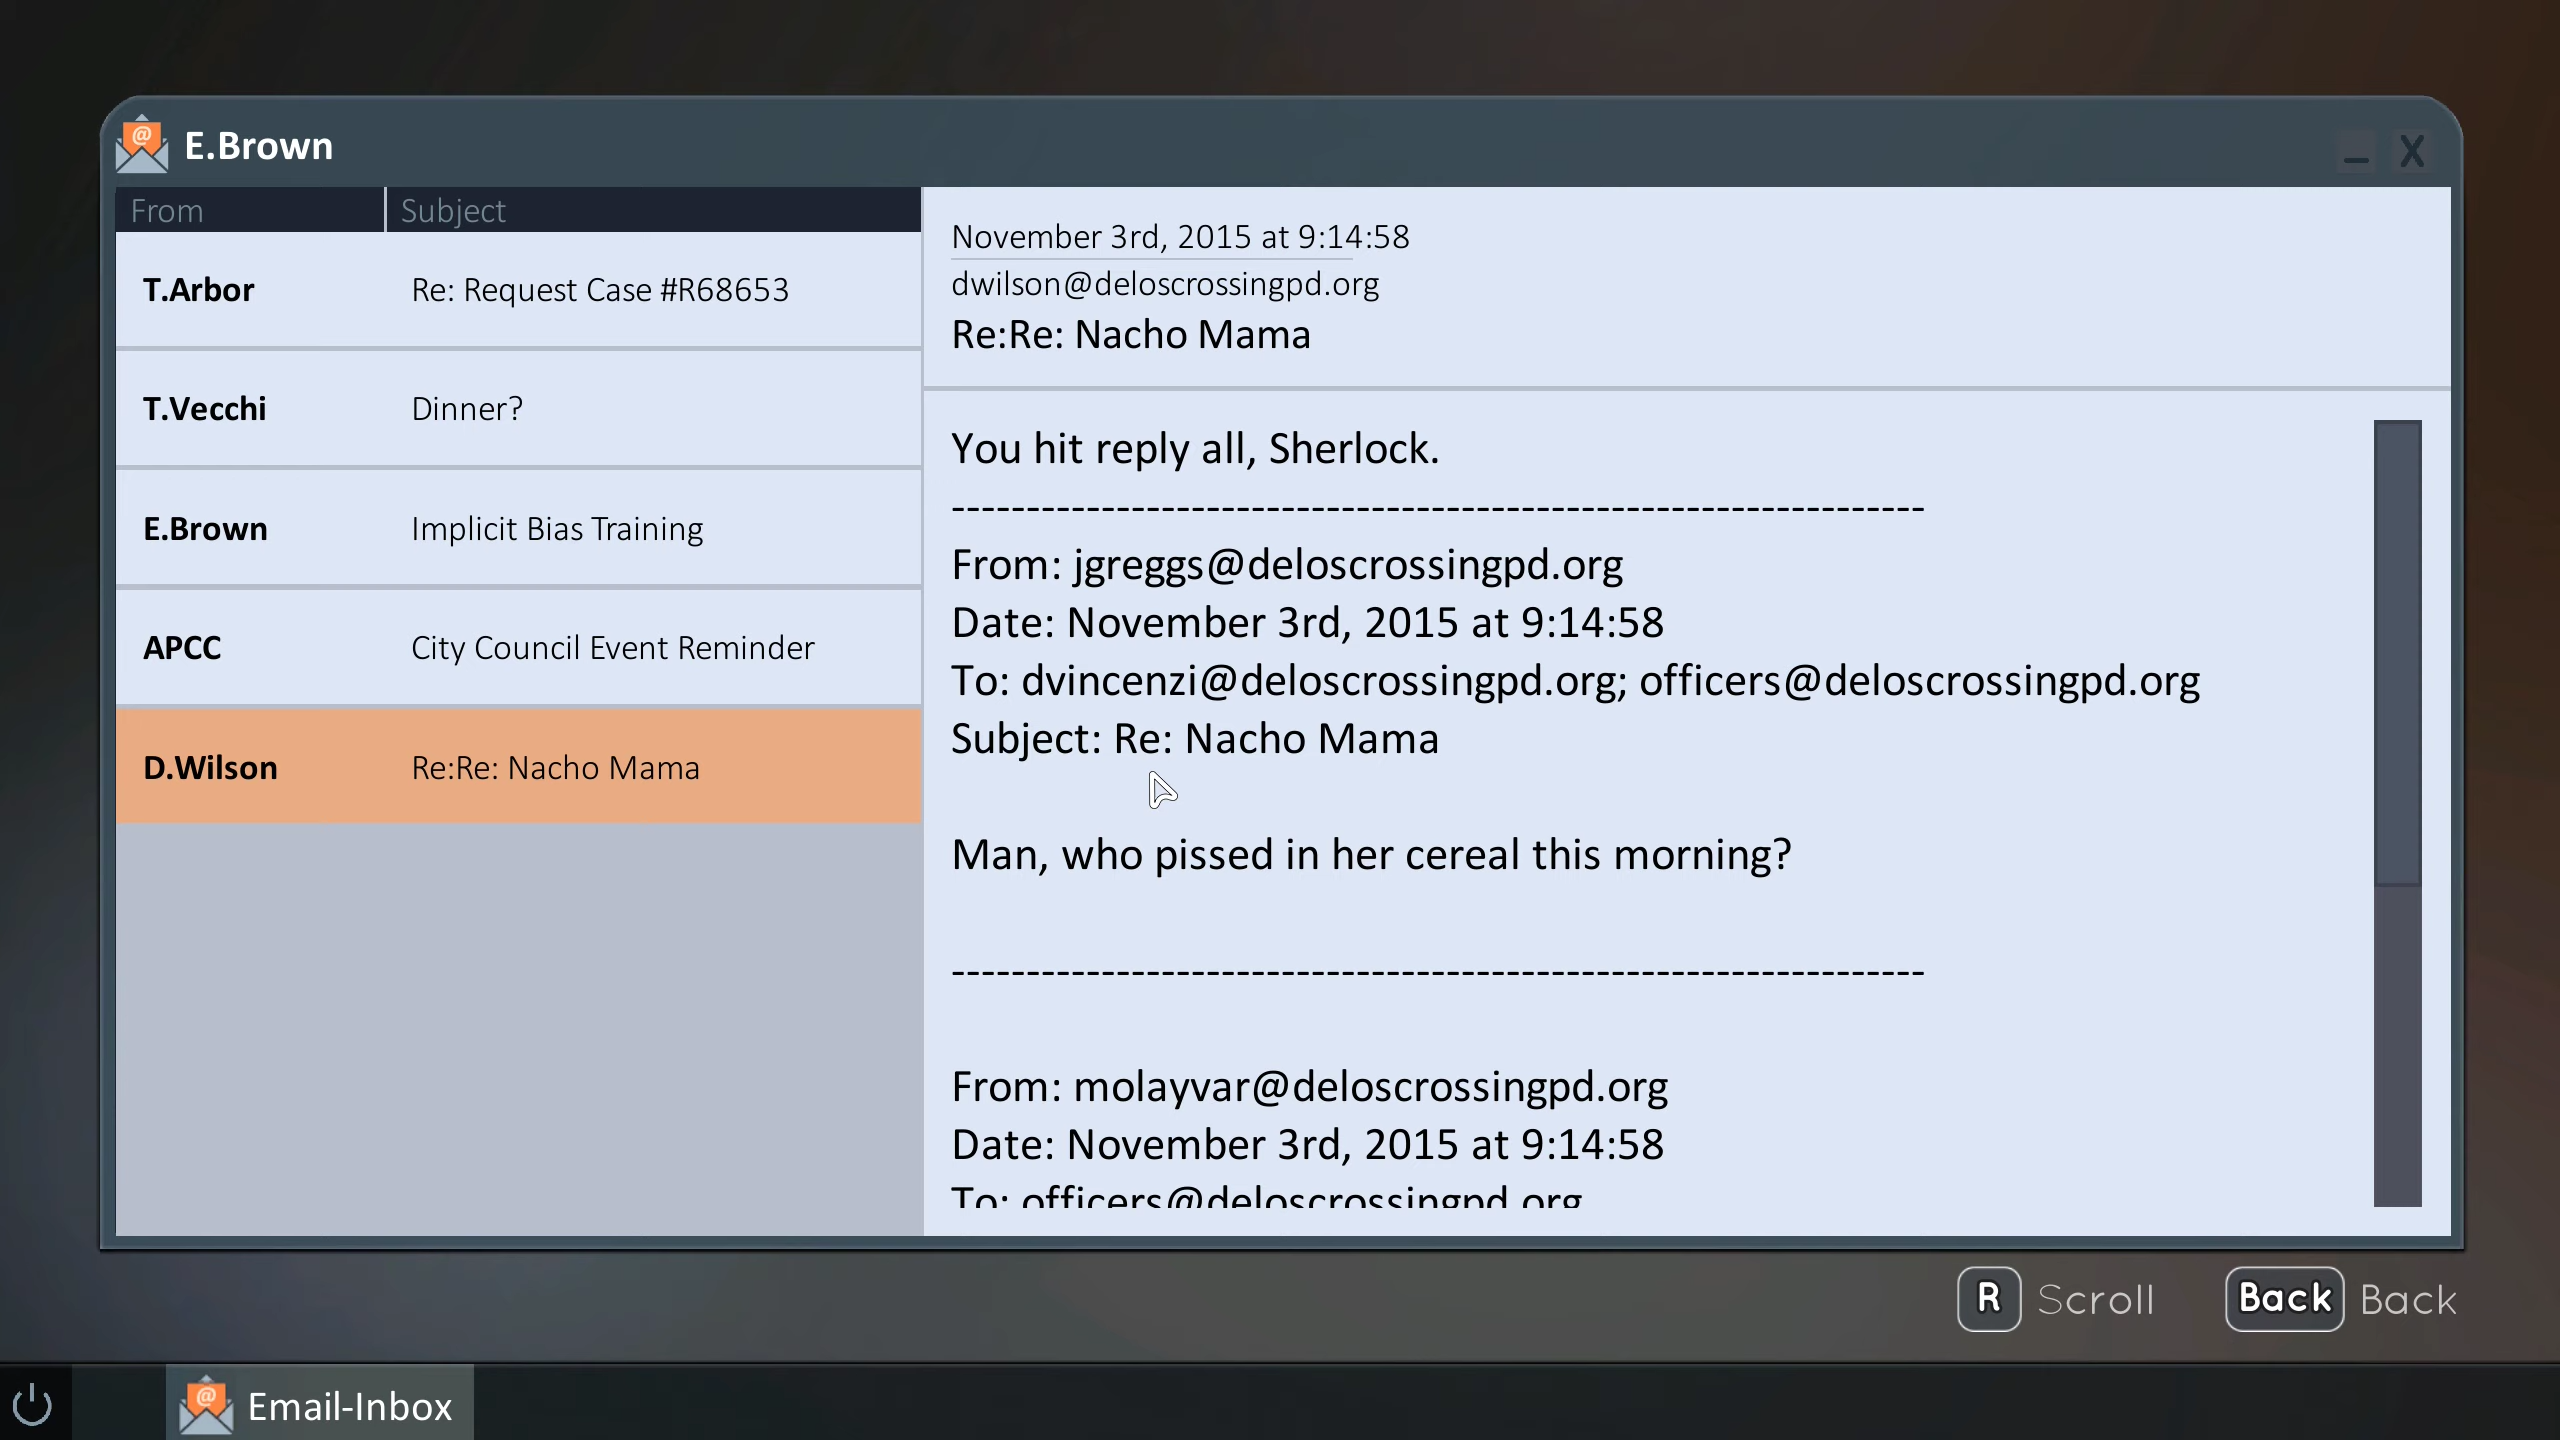 E.Brown
From Subject
T.Arbor Re: Request Case #R68653
T.Vecchi Dinner?
E.Brown Implicit Bias Training
APCC City Council Event Reminder
D.Wilson Re:Re: Nacho Mama
November 3rd, 2015 at 9:14:58
dwilson@deloscrossingpd.org
Re:Re: Nacho Mama
You hit reply all, Sherlock.
-----------------------------------------------------------------
From: jgreggs@deloscrossingpd.org
Date: November 3rd, 2015 at 9:14:58
To: dvincenzi@deloscrossingpd.org; officers@deloscrossingpd.org
Subject: Re: Nacho Mama
Man, who pissed in her cereal this morning?
-----------------------------------------------------------------
From: molayvar@deloscrossingpd.org
Date: November 3rd, 2015 at 9:14:58
To: officers@deloscrossingpd.org
R Scroll Back Back
Email-Inbox